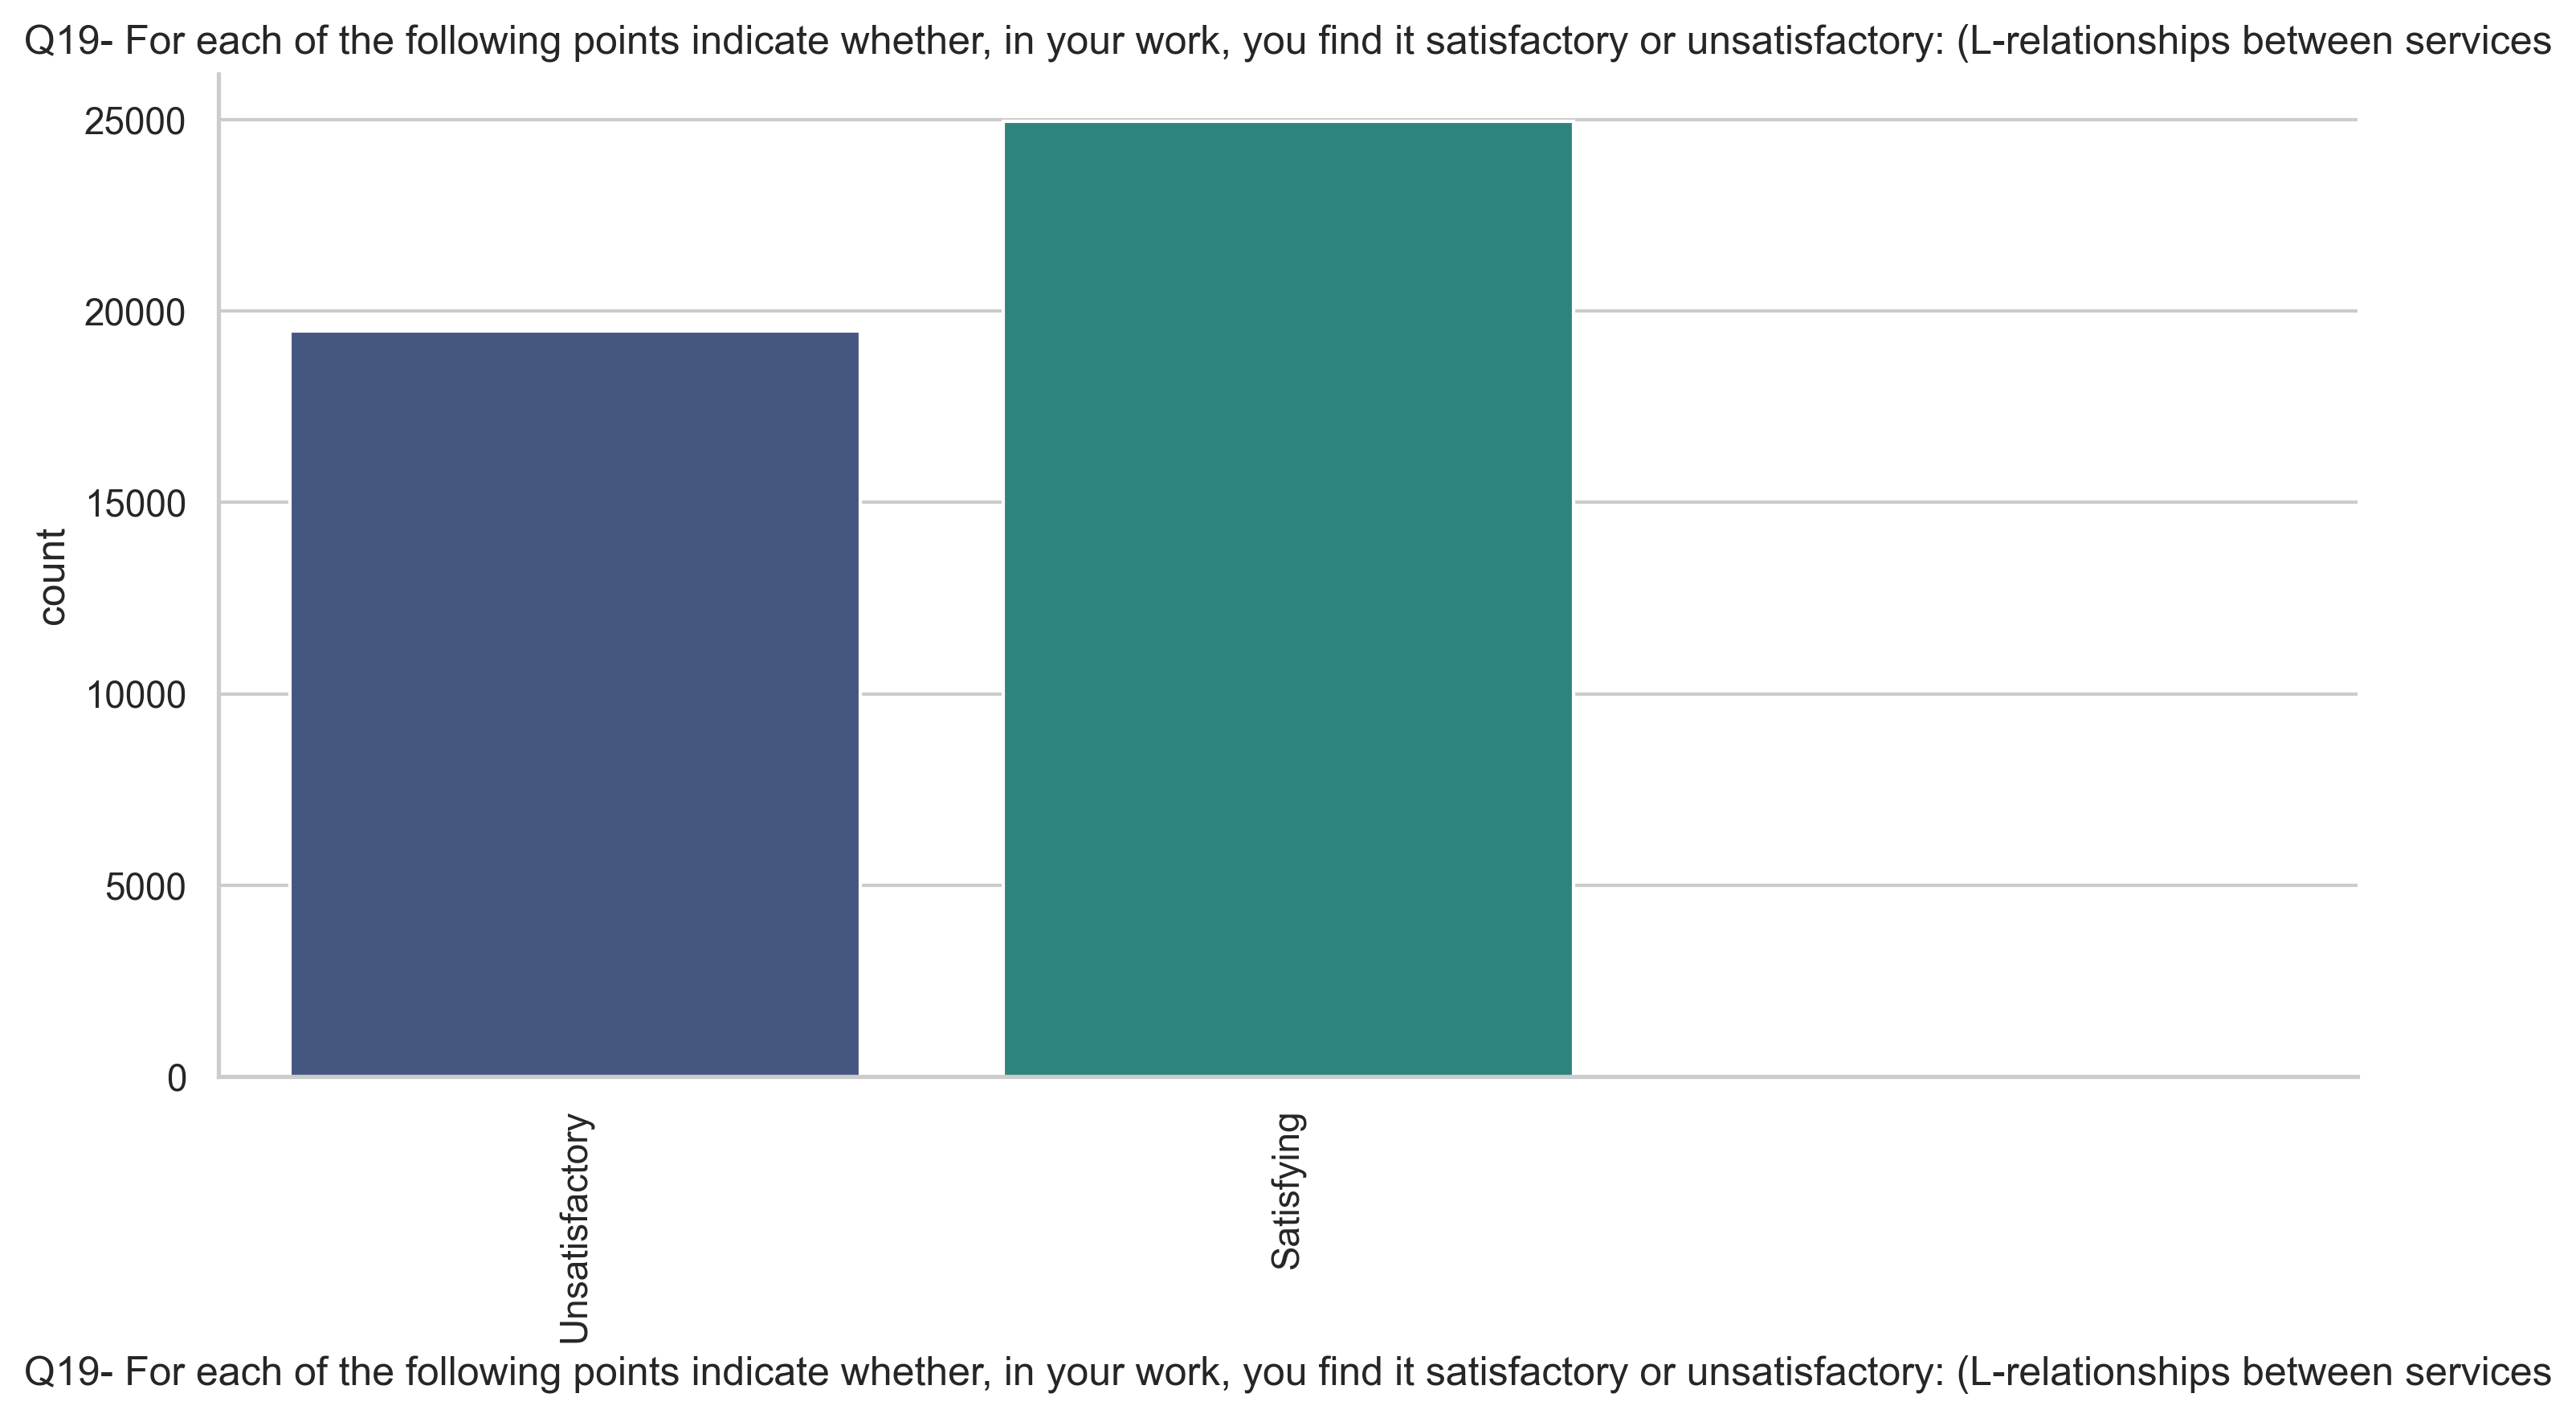 Q19- For each of the following points indicate whether, in your work, you find it satisfactory or unsatisfactory: (L-relationships between services
25000
20000
15000
10000
5000
0
count
Unsatisfactory
Satisfying
Q19- For each of the following points indicate whether, in your work, you find it satisfactory or unsatisfactory: (L-relationships between services